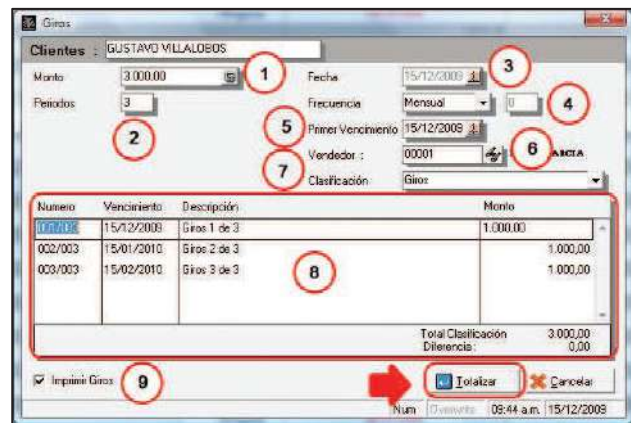 Giros
Clientes : GUSTAVO VILLALOBOS
Monto 3.000.00 1 Fecha 15/12/2009 3
Periodos 3 Frecuencia Mensual 0 4
2 5 Primer Vencimiento 15/12/2009
7 Vendedor : 00001 6 ARCIA
Clasificación Giros
Numero Vencimiento Descripción Monto
001/003 15/12/2009 Giros 1 de 3 1.000.00
002/003 15/01/2010 Giros 2 de 3 1.000,00
003/003 15/02/2010 Giros 3 de 3 1.000,00
8
Total Clasificación 3.000,00
Diferencia: 0,00
Imprimir Giros 9 Totalizar Cancelar
Num Overwrite 09:44 a.m. 15/12/2009